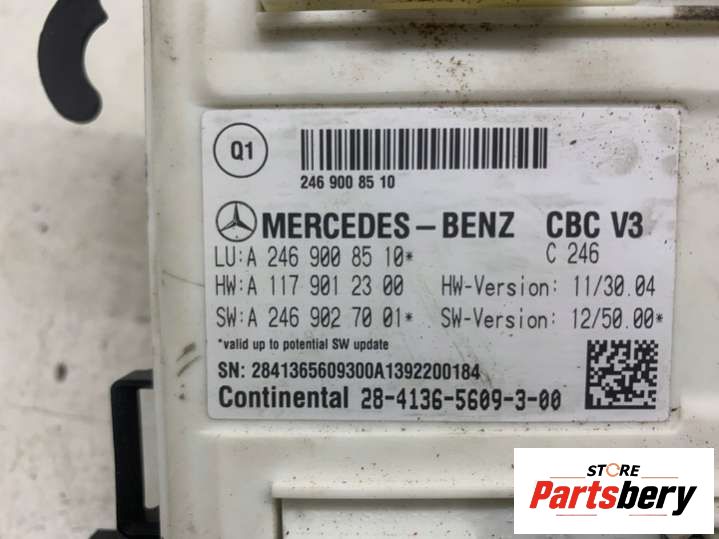 Q1
246 900 85 10
MERCEDES-BENZ CBC V3
LU:A 246 900 85 10* C 246
HW:A 117 901 23 00 HW-Version: 11/30.04
SW:A 246 902 70 01* SW-Version: 12/50.00*
*valid up to potential SW update
SN: 2841365609300A1392200184
Continental 28-4136-5609-3-00
STORE
Partsbery